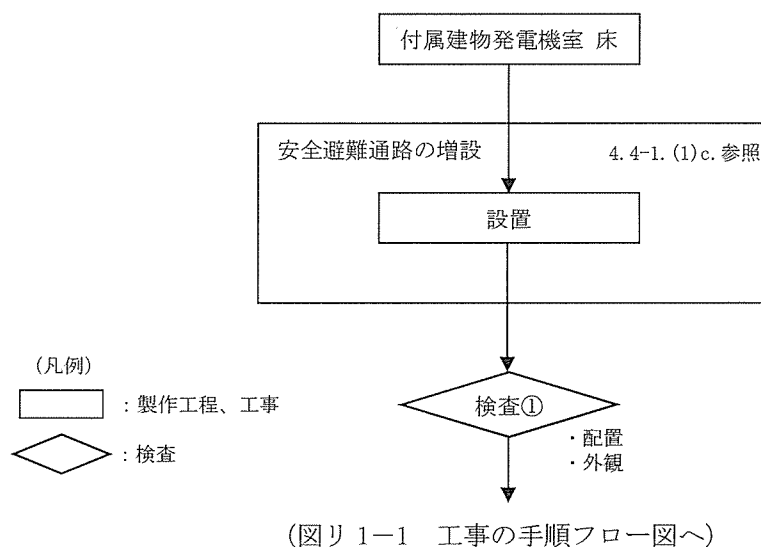 付属建物発電機室 床
安全避難通路の増設
4.4-1.(1)c.参照
設置
(凡例)
：製作工程、工事
検査①
・配置
・外観
：検査
(図リ 1－1 工事の手順フロー図へ)